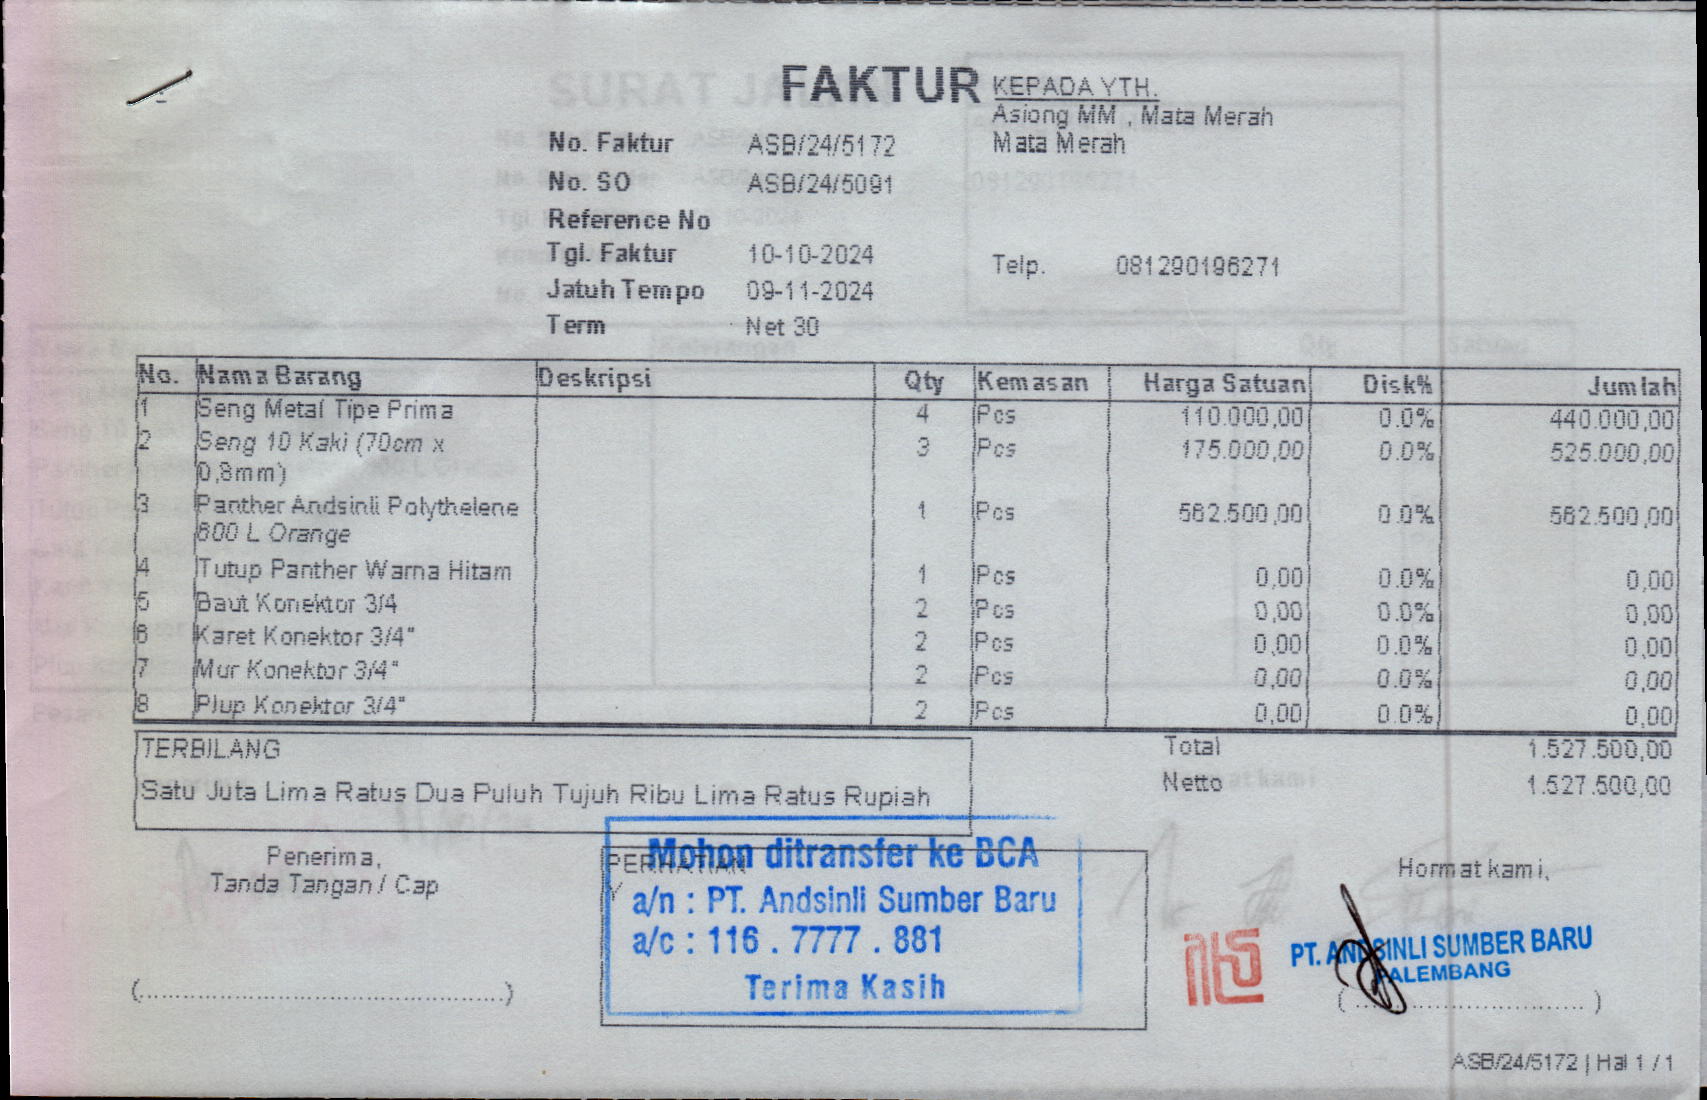 FAKTUR
KEPADA YTH.
Asiong MM , Mata Merah
Mata Merah
No. Faktur ASB/24/5172
No. SO ASB/24/5091
Reference No
Tgl. Faktur 10-10-2024
Telp. 081290196271
Jatuh Tempo 09-11-2024
Term Net 30
No. Nama Barang Deskripsi Qty Kemasan Harga Satuan Disk% Jumlah
1 Seng Metal Tipe Prima 4 Pcs 110.000,00 0.0% 440.000,00
2 Seng 10 Kaki (70cm x 3 Pcs 175.000,00 0.0% 525.000,00
0,8mm)
3 Panther Andsinli Polythelene 1 Pcs 562.500,00 0.0% 562.500,00
600 L Orange
4 Tutup Panther Warna Hitam 1 Pcs 0,00 0.0% 0,00
5 Baut Konektor 3/4 2 Pcs 0,00 0.0% 0,00
6 Karet Konektor 3/4" 2 Pcs 0,00 0.0% 0,00
7 Mur Konektor 3/4" 2 Pcs 0,00 0.0% 0,00
8 Plup Konektor 3/4" 2 Pcs 0,00 0.0% 0,00
TERBILANG
Total 1.527.500,00
Satu Juta Lima Ratus Dua Puluh Tujuh Ribu Lima Ratus Rupiah
Netto 1.527.500,00
Penerima,
Tanda Tangan / Cap
(................................................)
PERHATIAN
Y
Mohon ditransfer ke BCA
a/n : PT. Andsinli Sumber Baru
a/c : 116 . 7777 . 881
Terima Kasih
Hormat kami,
PT. ANDSINLI SUMBER BARU
PALEMBANG
(................................)
ASB/24/5172 | Hal 1 / 1